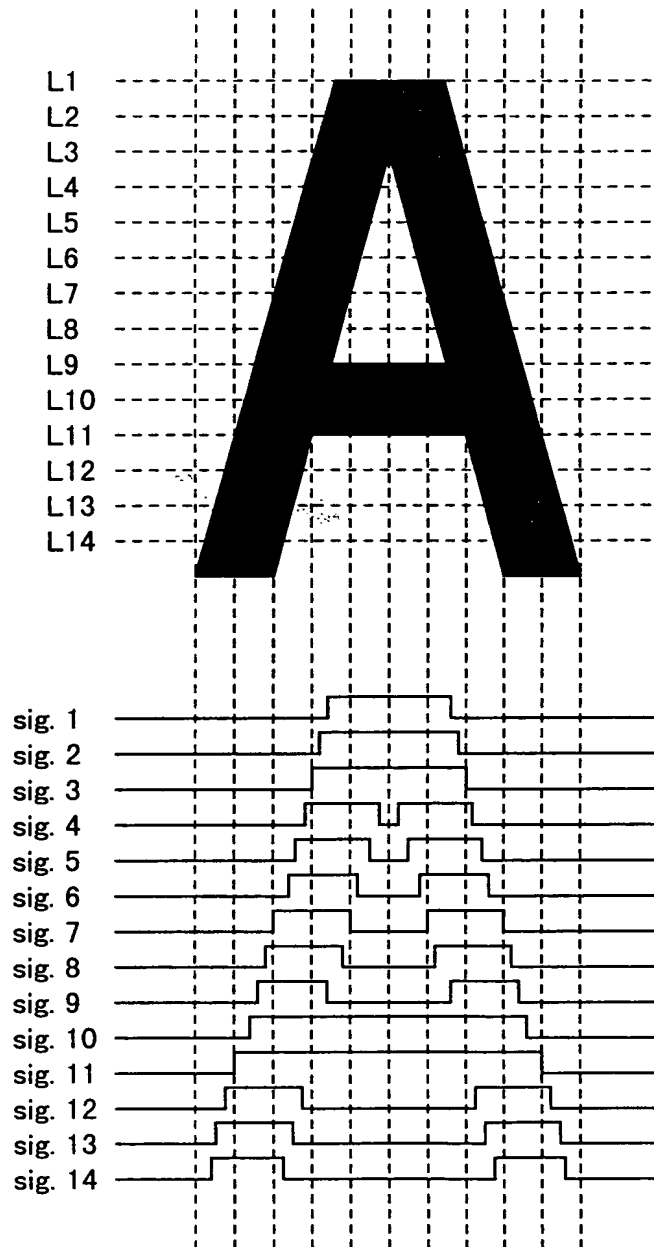 L1
L2
L3
L4
L5
L6
L7
L8
L9
L10
L11
L12
L13
L14
A
sig. 1
sig. 2
sig. 3
sig. 4
sig. 5
sig. 6
sig. 7
sig. 8
sig. 9
sig. 10
sig. 11
sig. 12
sig. 13
sig. 14